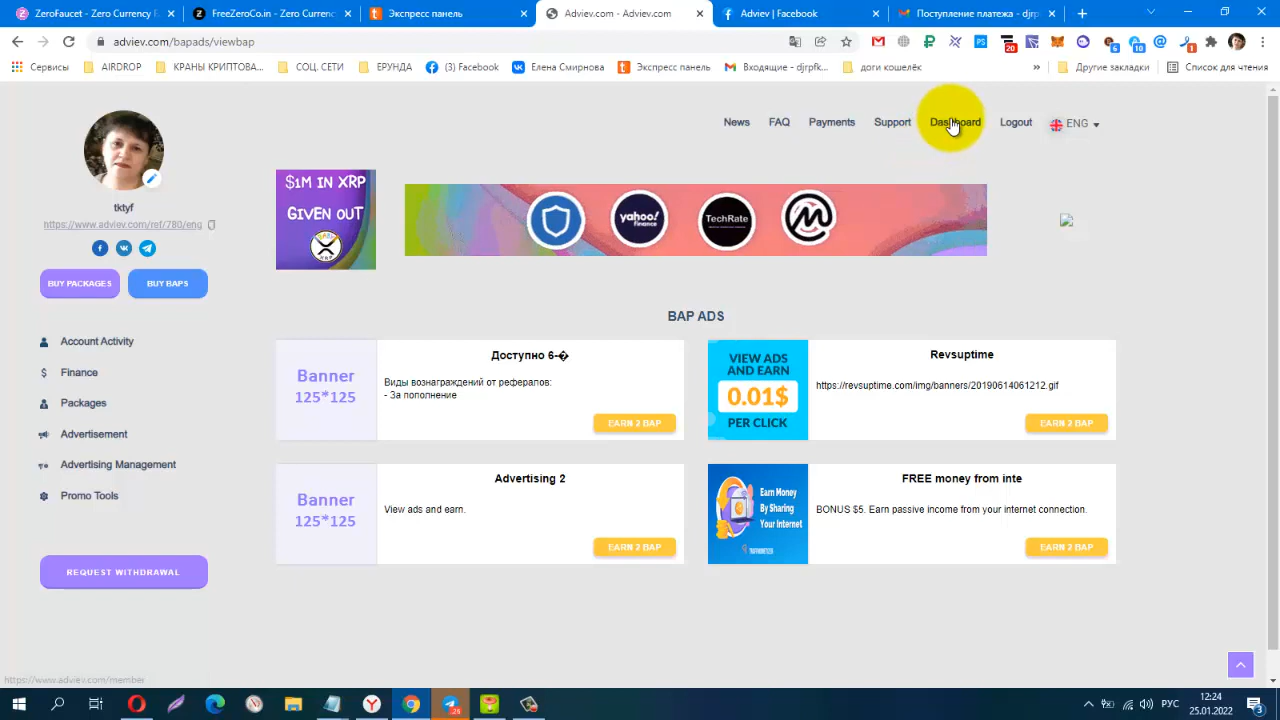 ZeroFaucet - Zero Currency F
FreeZeroCo.in - Zero Currenc
Экспресс панель
Adviev.com - Adviev.com
Adviev | Facebook
Поступление платежа - djrp
adviev.com/bapads/viewbap
Сервисы
AIRDROP
КРАНЫ КРИПТОВА...
СОЦ. СЕТИ
ЕРУНДА
(3) Facebook
Елена Смирнова
Экспресс панель
Входящие - djrpfk...
доги кошелёк
»
Другие закладки
Список для чтения
News
FAQ
Payments
Support
Dashboard
Logout
ENG
tktyf
https://www.adviev.com/ref/780/eng
BUY PACKAGES
BUY BAPS
Account Activity
Finance
Packages
Advertisement
Advertising Management
Promo Tools
REQUEST WITHDRAWAL
$1M IN XRP
GIVEN OUT
yahoo!
finance
TechRate
BAP ADS
Banner
125*125
Доступно 6-�
Виды вознаграждений от рефералов:
- За пополнение
EARN 2 BAP
VIEW ADS
AND EARN
0.01$
PER CLICK
Revsuptime
https://revsuptime.com/img/banners/20190614061212.gif
EARN 2 BAP
Banner
125*125
Advertising 2
View ads and earn.
EARN 2 BAP
Earn Money
By Sharing
Your Internet
FREE money from inte
BONUS $5. Earn passive income from your internet connection.
EARN 2 BAP
https://www.adviev.com/member
РУС
12:24
25.01.2022